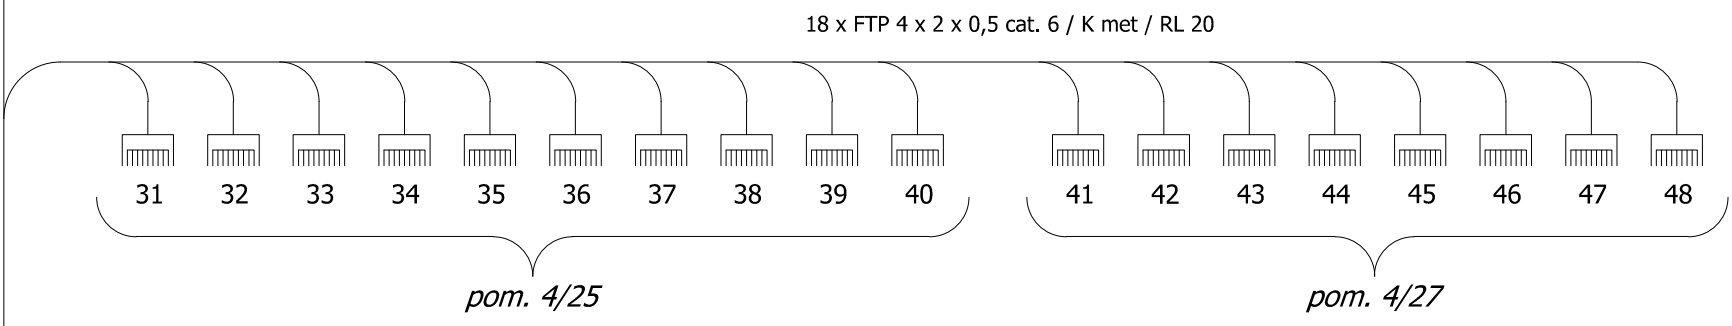 18 x FTP 4 x 2 x 0,5 cat. 6 / K met / RL 20
31 32 33 34 35 36 37 38 39 40 41 42 43 44 45 46 47 48
pom. 4/25 pom. 4/27